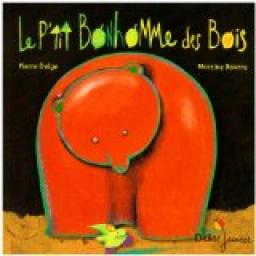 Le P'tit Bonhomme des Bois
Pierre Delye Martine Bourre
Didier Jeunesse